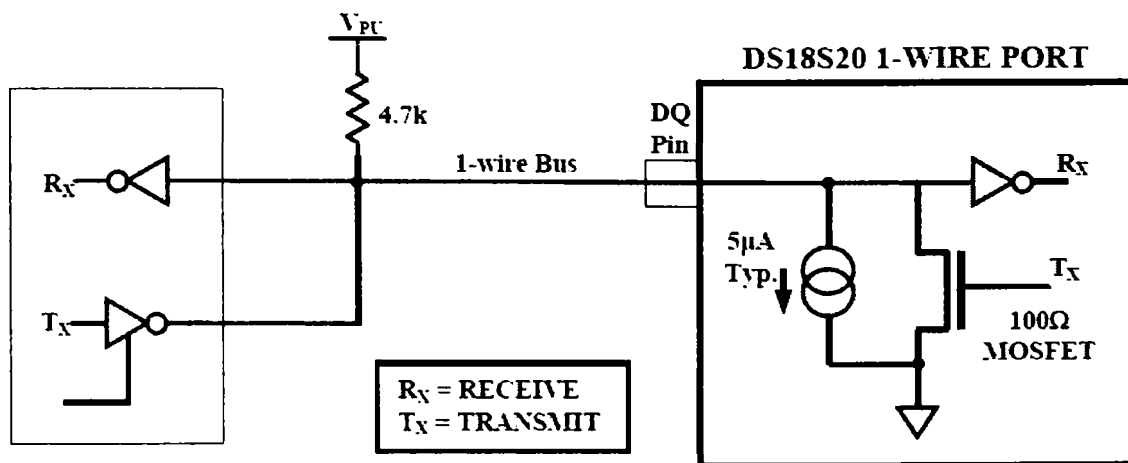 V_PU
DS18S20 1-WIRE PORT
4.7k
DQ
Pin
R_X
1-wire Bus
R_X
5µA
Typ.
T_X
T_X
100Ω
MOSFET
R_X = RECEIVE
T_X = TRANSMIT